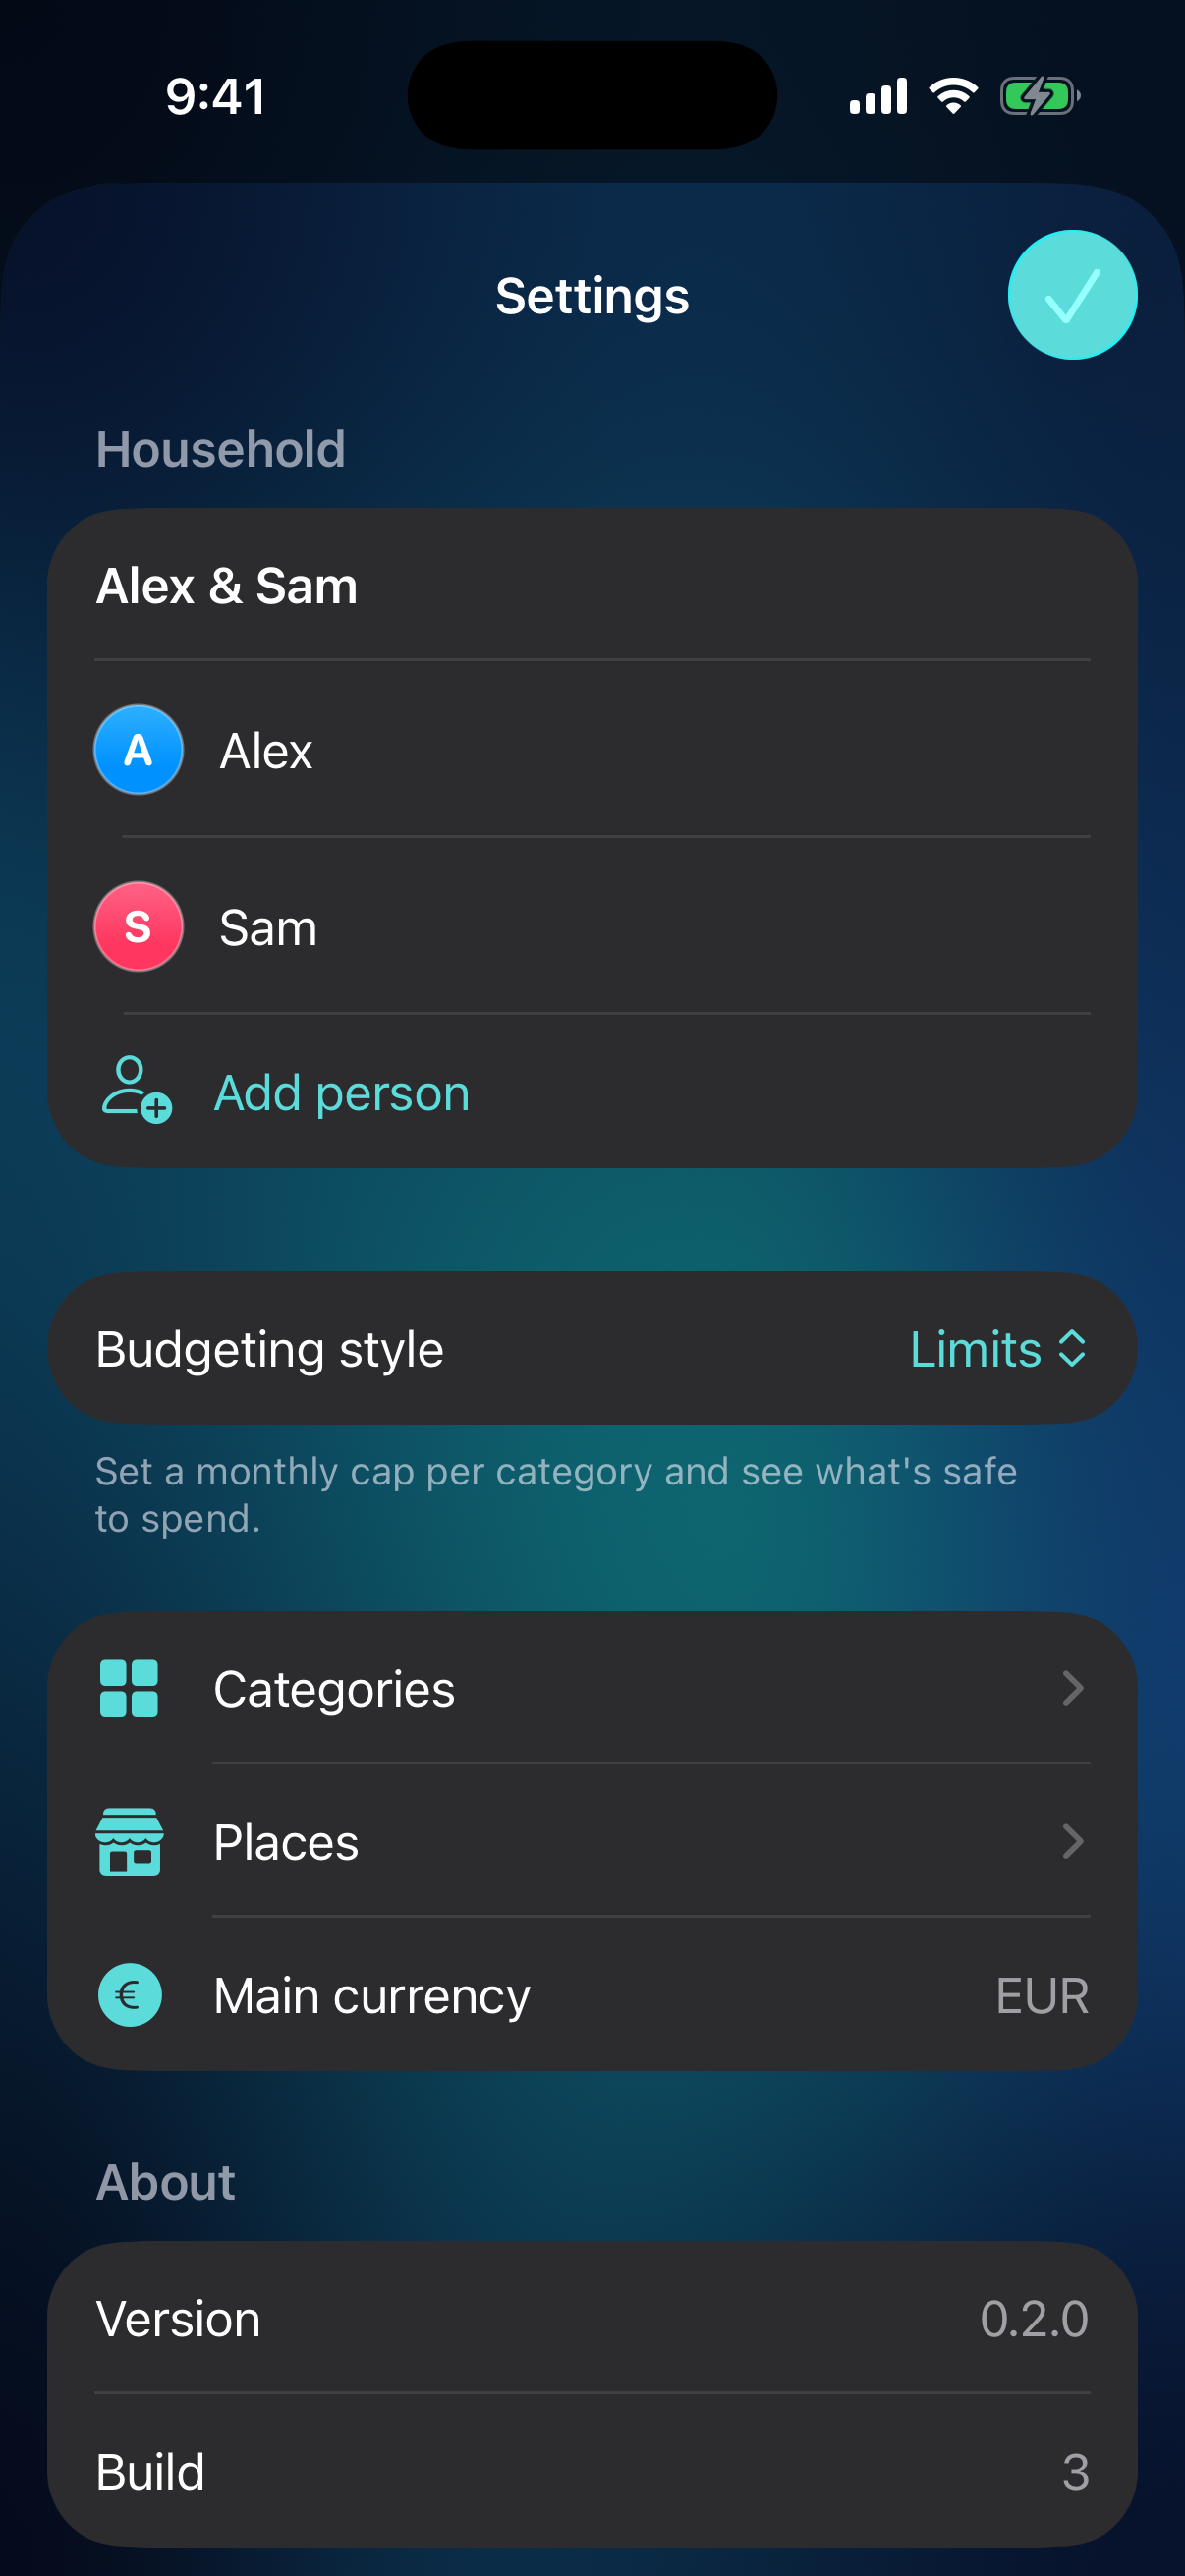 9:41
Settings
Household
Alex & Sam
A Alex
S Sam
Add person
Budgeting style Limits
Set a monthly cap per category and see what's safe
to spend.
Categories
Places
€ Main currency EUR
About
Version 0.2.0
Build 3